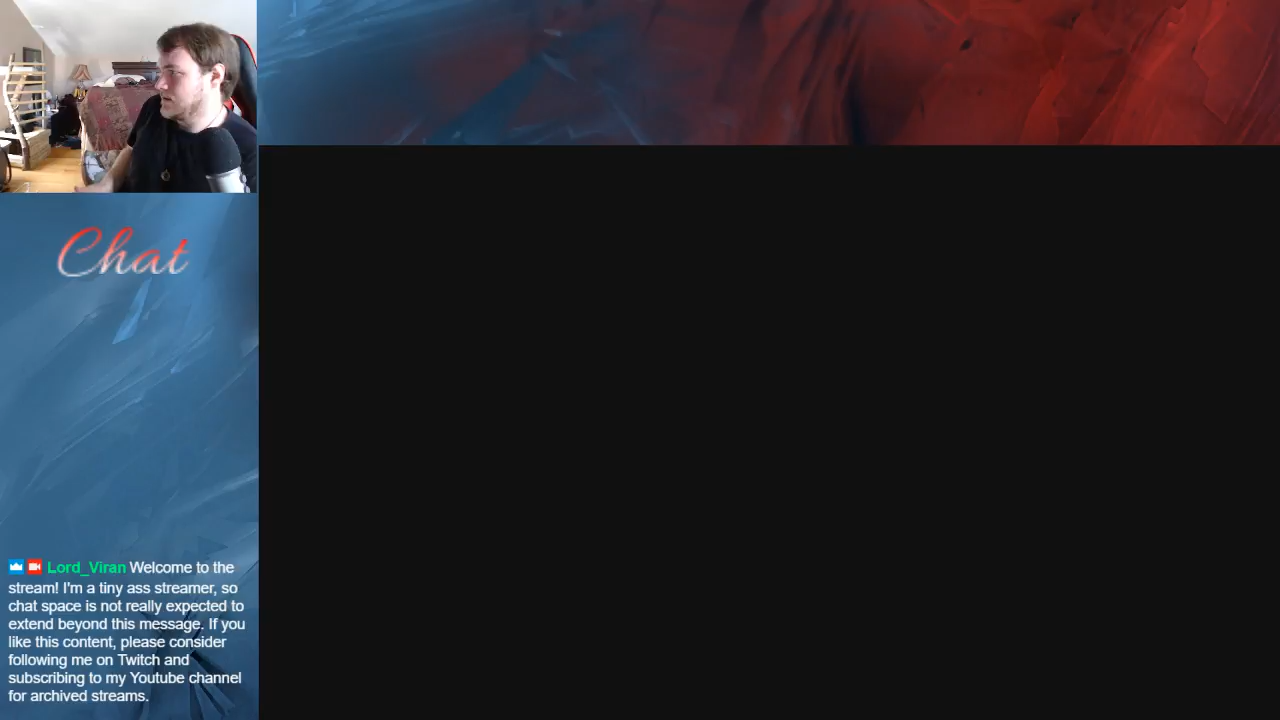 Chat
Lord_Viran Welcome to the
stream! I'm a tiny ass streamer, so
chat space is not really expected to
extend beyond this message. If you
like this content, please consider
following me on Twitch and
subscribing to my Youtube channel
for archived streams.